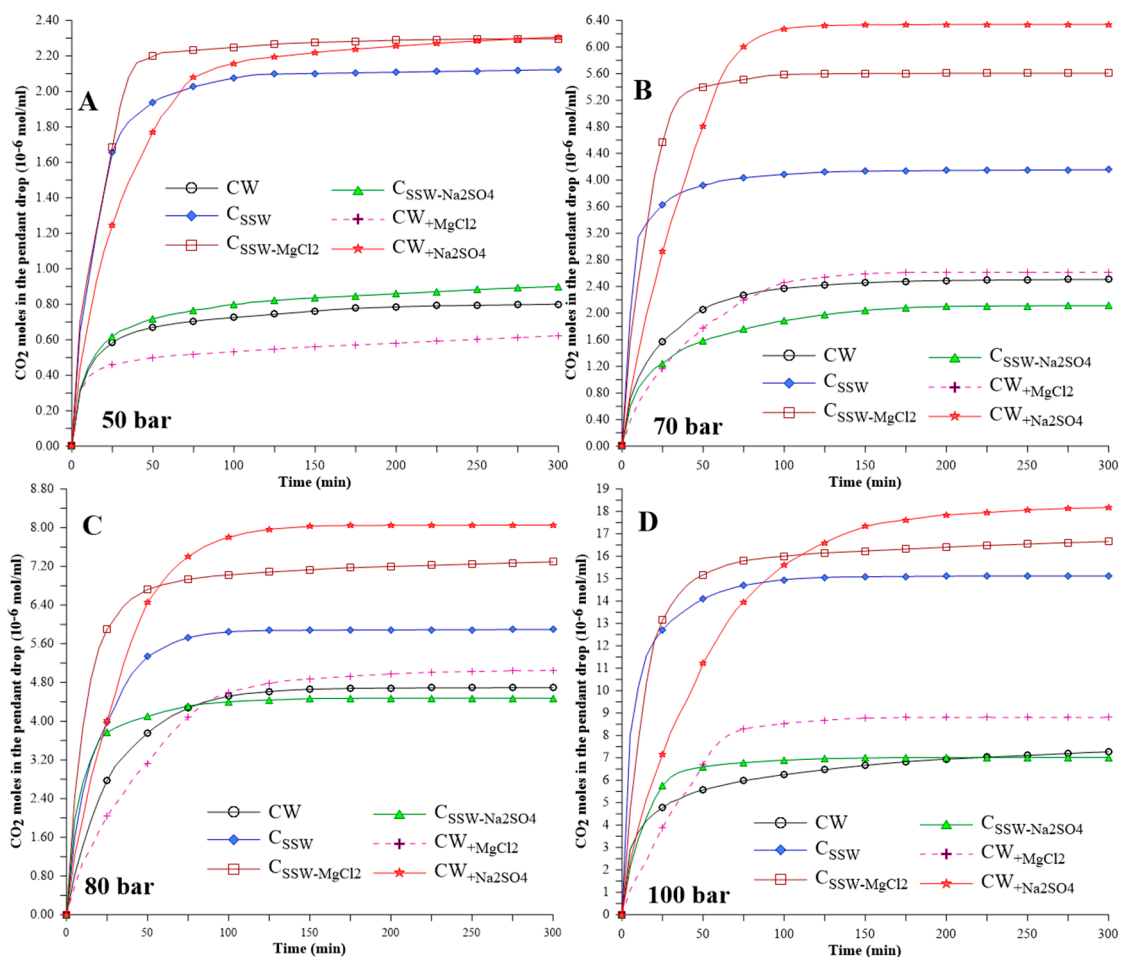 CO2 moles in the pendant drop (10-6 mol/ml)
2.40
2.20
2.00
1.80
1.60
1.40
1.20
1.00
0.80
0.60
0.40
0.20
0.00
A
CW
CSSW
CSSW-MgCl2
CSSW-Na2SO4
CW+MgCl2
CW+Na2SO4
50 bar
0 50 100 150 200 250 300
Time (min)
CO2 moles in the pendant drop (10-6 mol/ml)
6.40
6.00
5.60
5.20
4.80
4.40
4.00
3.60
3.20
2.80
2.40
2.00
1.60
1.20
0.80
0.40
0.00
B
CW
CSSW
CSSW-MgCl2
CSSW-Na2SO4
CW+MgCl2
CW+Na2SO4
70 bar
0 50 100 150 200 250 300
Time (min)
CO2 moles in the pendant drop (10-6 mol/ml)
8.80
8.00
7.20
6.40
5.60
4.80
4.00
3.20
2.40
1.60
0.80
0.00
C
CW
CSSW
CSSW-MgCl2
CSSW-Na2SO4
CW+MgCl2
CW+Na2SO4
80 bar
0 50 100 150 200 250 300
Time (min)
CO2 moles in the pendant drop (10-6 mol/ml)
19
18
17
16
15
14
13
12
11
10
9
8
7
6
5
4
3
2
1
0
D
CW
CSSW
CSSW-MgCl2
CSSW-Na2SO4
CW+MgCl2
CW+Na2SO4
100 bar
0 50 100 150 200 250 300
Time (min)